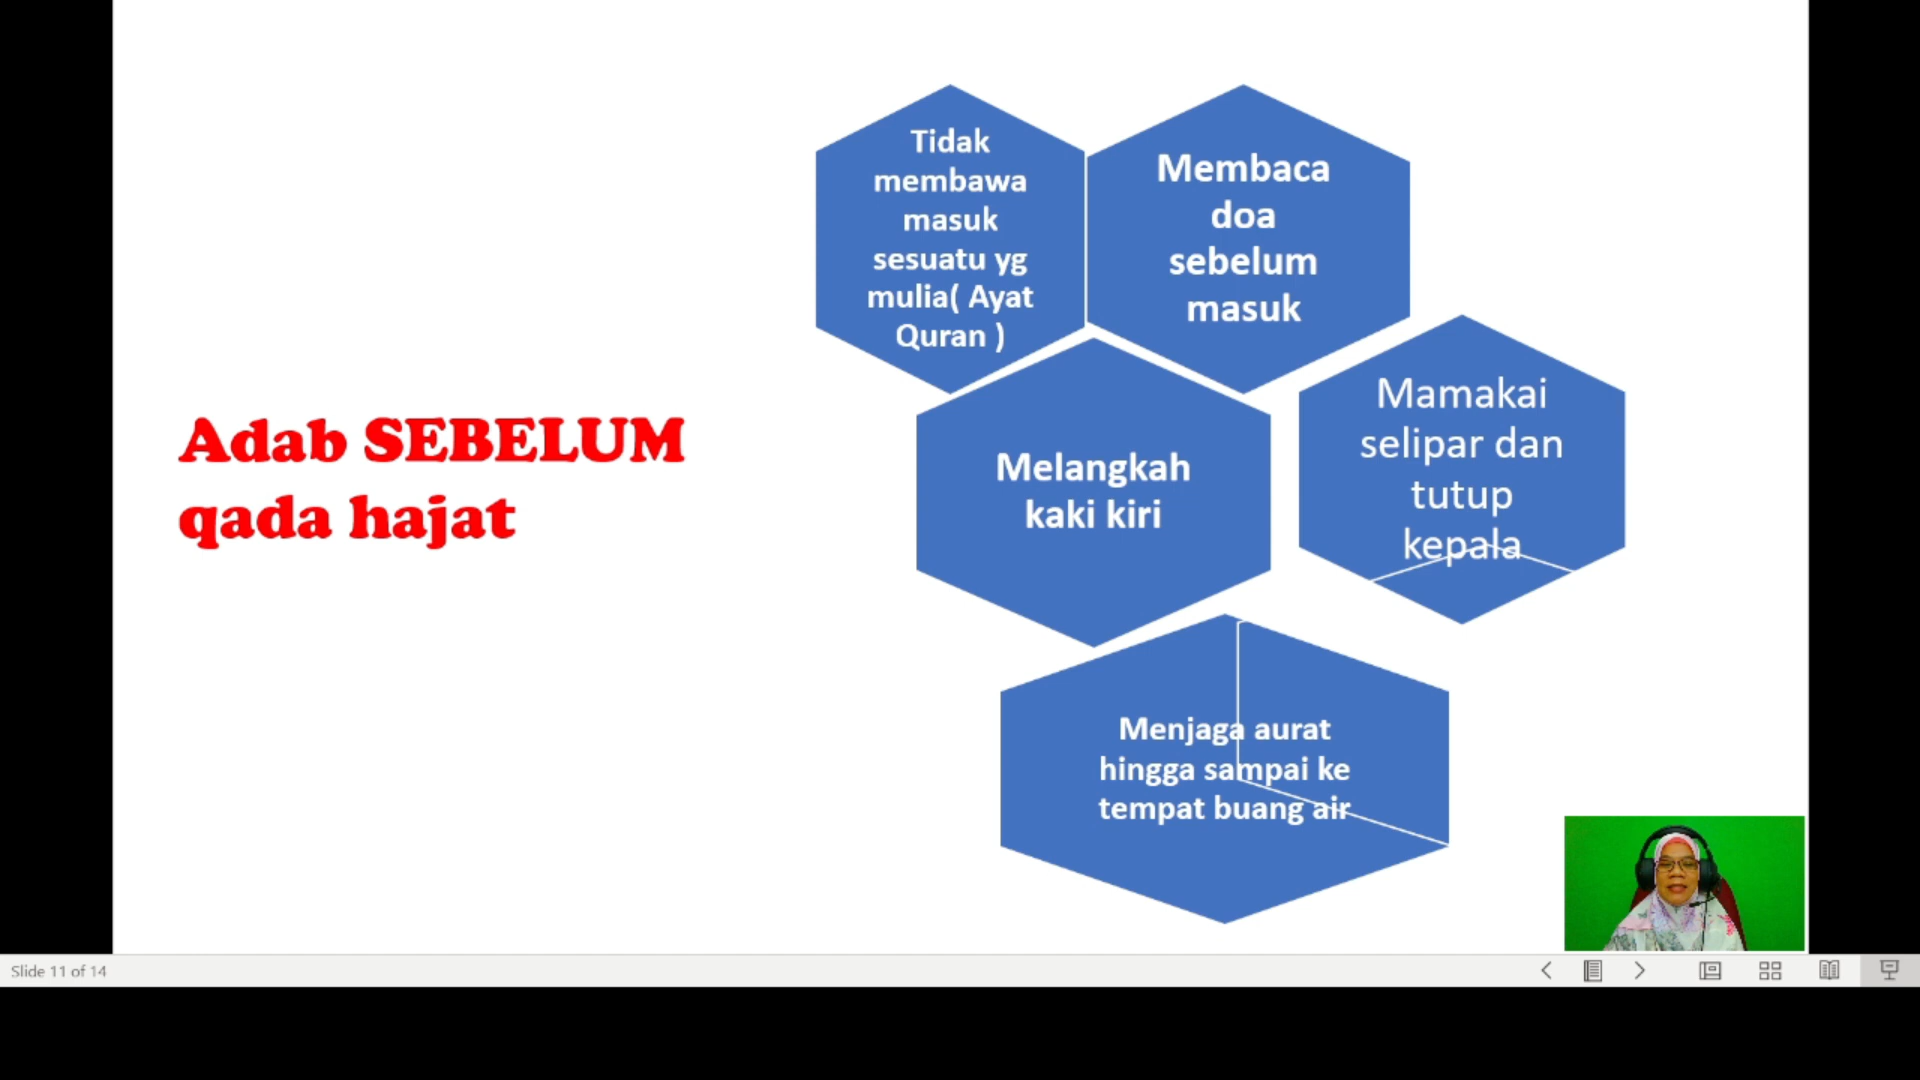 Adab SEBELUM
qada hajat
Tidak
membawa
masuk
sesuatu yg
mulia( Ayat
Quran )
Membaca
doa
sebelum
masuk
Melangkah
kaki kiri
Mamakai
selipar dan
tutup
kepala
Menjaga aurat
hingga sampai ke
tempat buang air
Slide 11 of 14